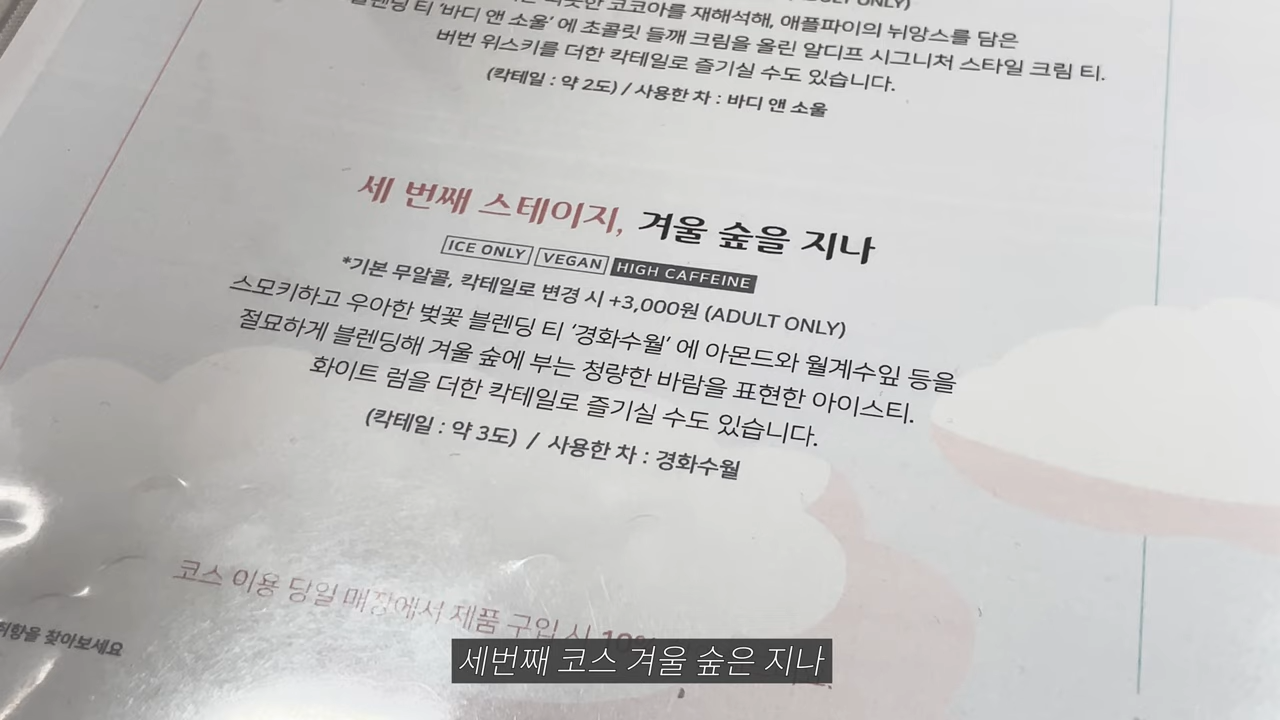 코코아를 재해석해, 애플파이의 뉘앙스를 담은
티 '바디 앤 소울' 에 초콜릿 들깨 크림을 올린 알디프 시그니처 스타일 크림 티.
버번 위스키를 더한 칵테일로 즐기실 수도 있습니다.
(칵테일 : 약 2도) / 사용한 차 : 바디 앤 소울
세 번째 스테이지, 겨울 숲을 지나
ICE ONLY VEGAN HIGH CAFFEINE
*기본 무알콜, 칵테일로 변경 시 +3,000원 (ADULT ONLY)
스모키하고 우아한 벚꽃 블렌딩 티 '경화수월' 에 아몬드와 월계수잎 등을
절묘하게 블렌딩해 겨울 숲에 부는 청량한 바람을 표현한 아이스티.
화이트 럼을 더한 칵테일로 즐기실 수도 있습니다.
(칵테일 : 약 3도) / 사용한 차 : 경화수월
코스 이용 당일 매장에서 제품 구입 시
찾아보세요
세번째 코스 겨울 숲은 지나